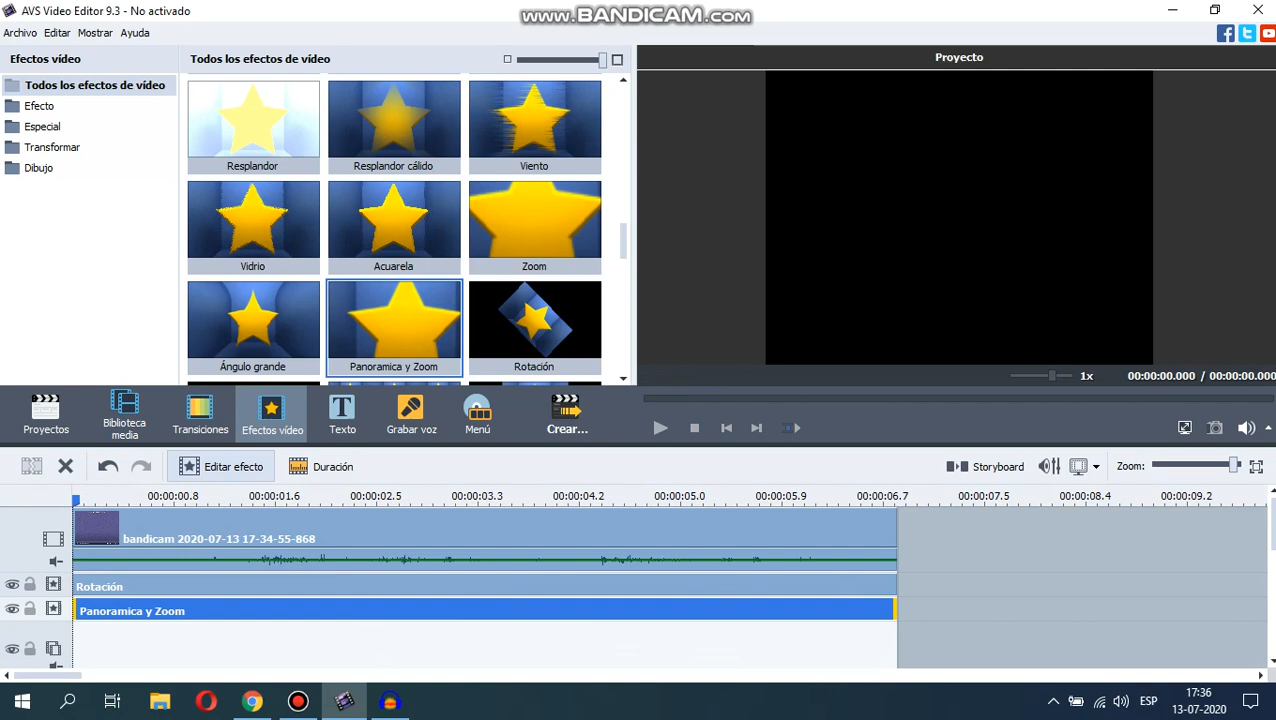 AVS Video Editor 9.3 - No activado
www.BANDICAM.com
Archivo Editar Mostrar Ayuda
Efectos vídeo
Todos los efectos de vídeo
Efecto
Especial
Transformar
Dibujo
Todos los efectos de vídeo
Resplandor Resplandor cálido Viento
Vidrio Acuarela Zoom
Ángulo grande Panoramica y Zoom Rotación
Proyecto
1x 00:00:00.000 / 00:00:00.000
Proyectos Biblioteca media Transiciones Efectos vídeo Texto Grabar voz Menú Crear...
Editar efecto Duración Storyboard Zoom:
00:00:00.8 00:00:01.6 00:00:02.5 00:00:03.3 00:00:04.2 00:00:05.0 00:00:05.9 00:00:06.7 00:00:07.5 00:00:08.4 00:00:09.2
bandicam 2020-07-13 17-34-55-868
Rotación
Panoramica y Zoom
ESP
17:36
13-07-2020